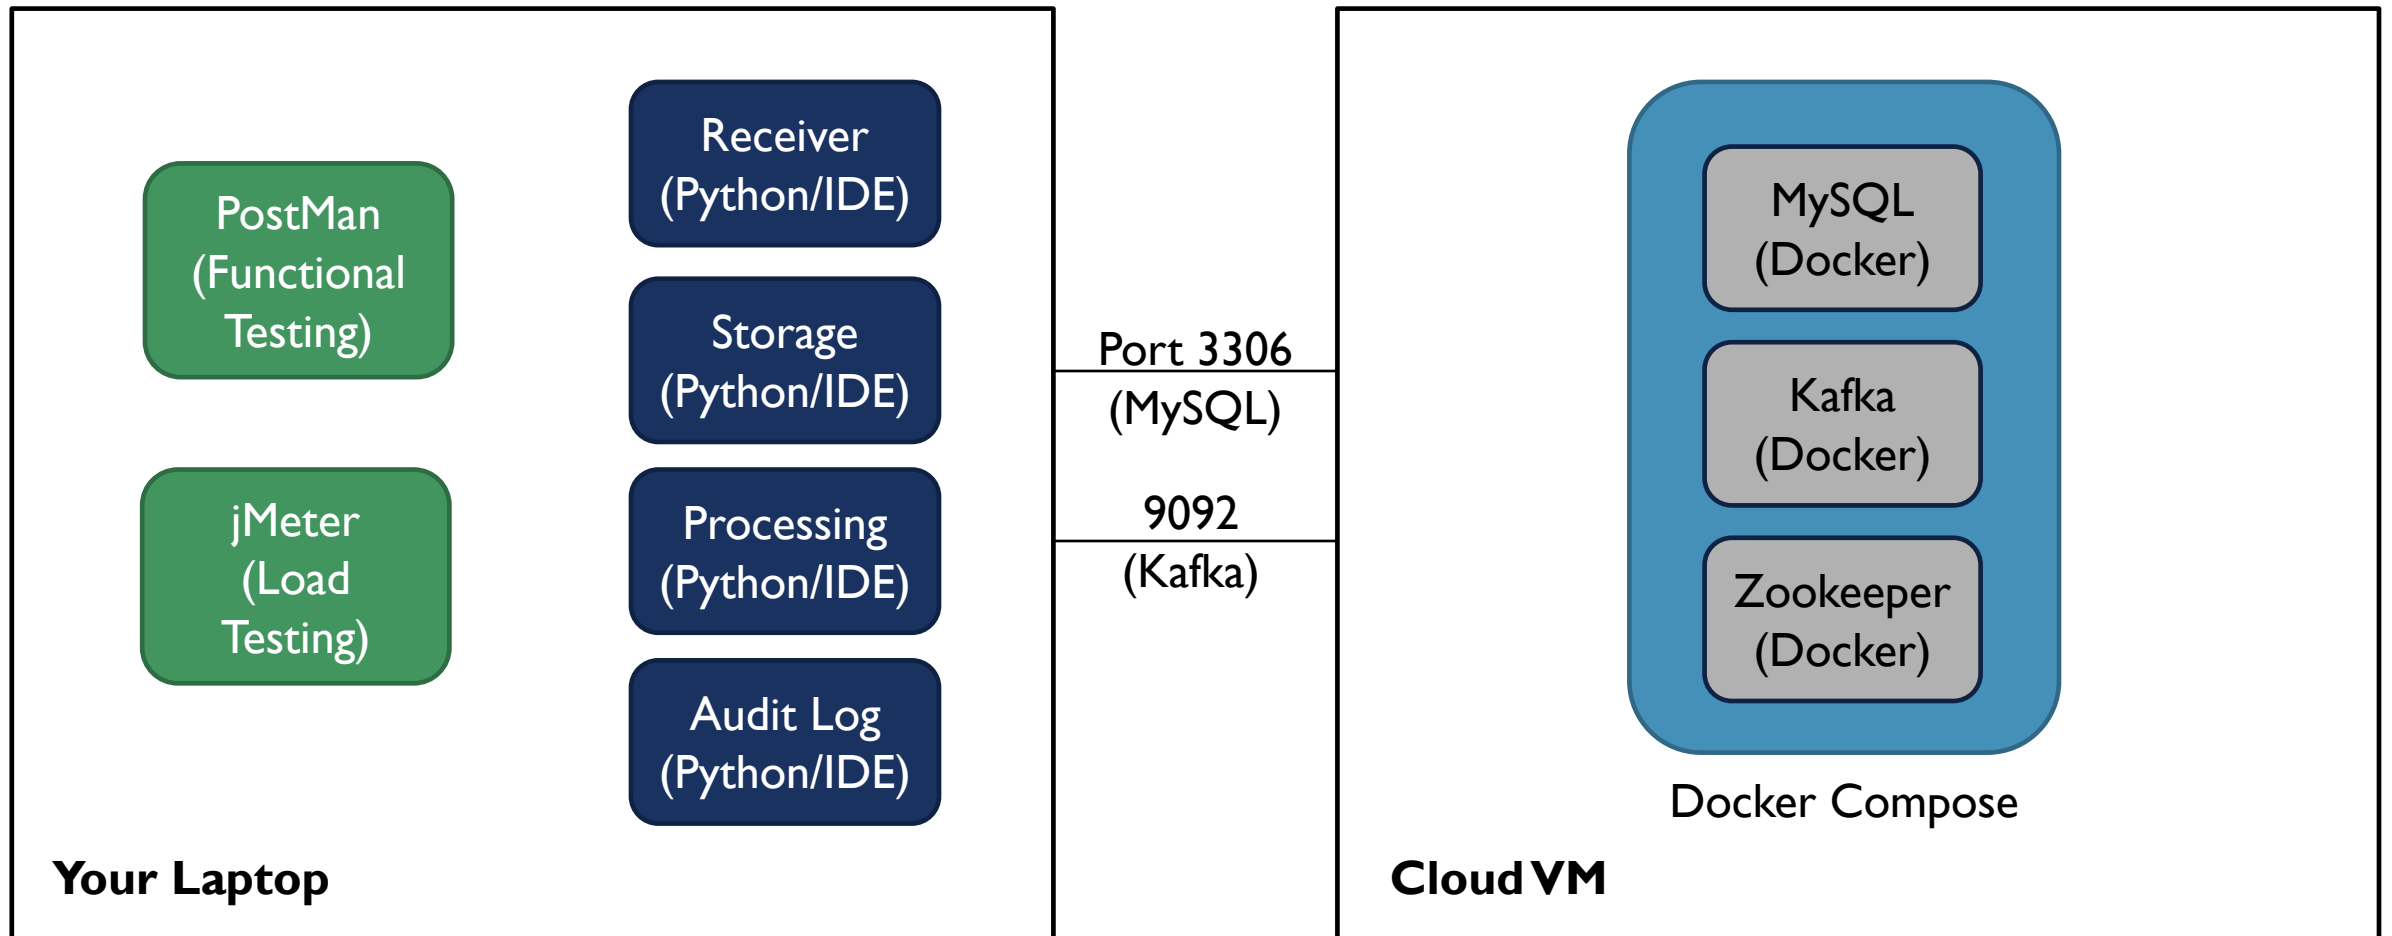 PostMan
(Functional
Testing)
jMeter
(Load
Testing)
Receiver
(Python/IDE)
Storage
(Python/IDE)
Processing
(Python/IDE)
Audit Log
(Python/IDE)
Your Laptop
Port 3306
(MySQL)
9092
(Kafka)
MySQL
(Docker)
Kafka
(Docker)
Zookeeper
(Docker)
Docker Compose
Cloud VM